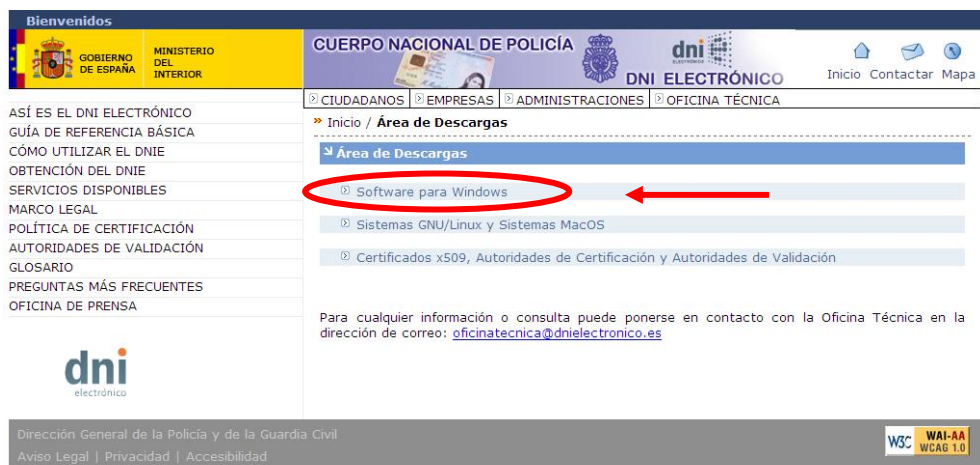 Bienvenidos
GOBIERNO
DE ESPAÑA
MINISTERIO
DEL
INTERIOR
CUERPO NACIONAL DE POLICÍA
dni
electrónico
DNI ELECTRÓNICO
Inicio Contactar Mapa
CIUDADANOS EMPRESAS ADMINISTRACIONES OFICINA TÉCNICA
ASÍ ES EL DNI ELECTRÓNICO
GUÍA DE REFERENCIA BÁSICA
CÓMO UTILIZAR EL DNIE
OBTENCIÓN DEL DNIE
SERVICIOS DISPONIBLES
MARCO LEGAL
POLÍTICA DE CERTIFICACIÓN
AUTORIDADES DE VALIDACIÓN
GLOSARIO
PREGUNTAS MÁS FRECUENTES
OFICINA DE PRENSA
dni
electrónico
» Inicio / Área de Descargas
Área de Descargas
Software para Windows
Sistemas GNU/Linux y Sistemas MacOS
Certificados x509, Autoridades de Certificación y Autoridades de Validación
Para cualquier información o consulta puede ponerse en contacto con la Oficina Técnica en la
dirección de correo: oficinatecnica@dnielectronico.es
Dirección General de la Policía y de la Guardia Civil
Aviso Legal | Privacidad | Accesibilidad
W3C WAI-AA
WCAG 1.0